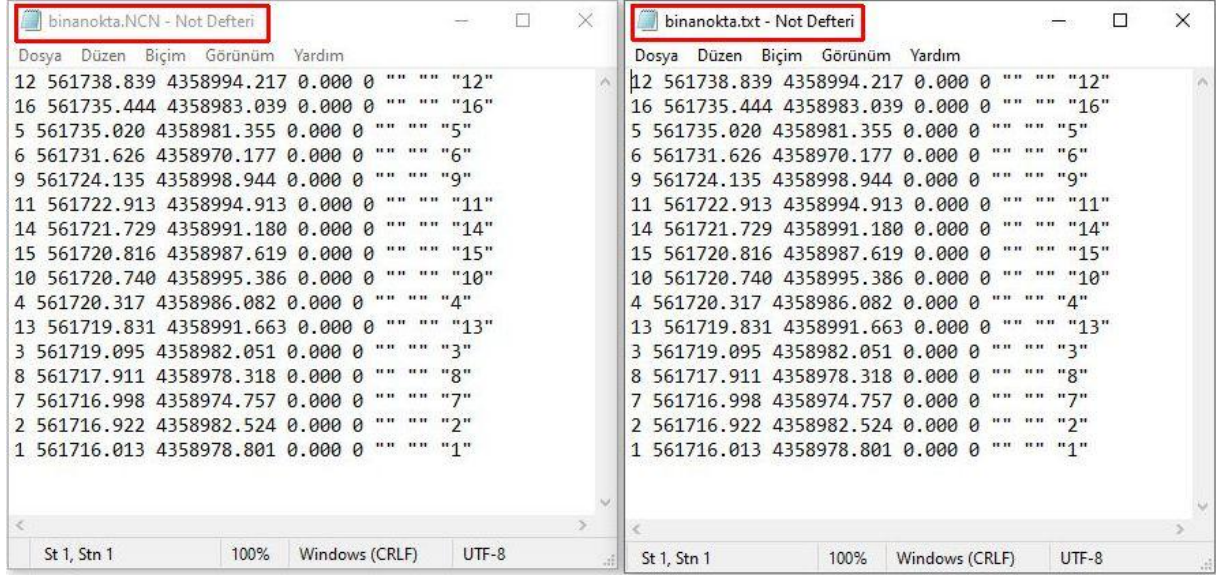 binanokta.NCN - Not Defteri
Dosya Düzen Biçim Görünüm Yardım
12 561738.839 4358994.217 0.000 0 "" "" "12"
16 561735.444 4358983.039 0.000 0 "" "" "16"
5 561735.020 4358981.355 0.000 0 "" "" "5"
6 561731.626 4358970.177 0.000 0 "" "" "6"
9 561724.135 4358998.944 0.000 0 "" "" "9"
11 561722.913 4358994.913 0.000 0 "" "" "11"
14 561721.729 4358991.180 0.000 0 "" "" "14"
15 561720.816 4358987.619 0.000 0 "" "" "15"
10 561720.740 4358995.386 0.000 0 "" "" "10"
4 561720.317 4358986.082 0.000 0 "" "" "4"
13 561719.831 4358991.663 0.000 0 "" "" "13"
3 561719.095 4358982.051 0.000 0 "" "" "3"
8 561717.911 4358978.318 0.000 0 "" "" "8"
7 561716.998 4358974.757 0.000 0 "" "" "7"
2 561716.922 4358982.524 0.000 0 "" "" "2"
1 561716.013 4358978.801 0.000 0 "" "" "1"
St 1, Stn 1 100% Windows (CRLF) UTF-8
binanokta.txt - Not Defteri
Dosya Düzen Biçim Görünüm Yardım
12 561738.839 4358994.217 0.000 0 "" "" "12"
16 561735.444 4358983.039 0.000 0 "" "" "16"
5 561735.020 4358981.355 0.000 0 "" "" "5"
6 561731.626 4358970.177 0.000 0 "" "" "6"
9 561724.135 4358998.944 0.000 0 "" "" "9"
11 561722.913 4358994.913 0.000 0 "" "" "11"
14 561721.729 4358991.180 0.000 0 "" "" "14"
15 561720.816 4358987.619 0.000 0 "" "" "15"
10 561720.740 4358995.386 0.000 0 "" "" "10"
4 561720.317 4358986.082 0.000 0 "" "" "4"
13 561719.831 4358991.663 0.000 0 "" "" "13"
3 561719.095 4358982.051 0.000 0 "" "" "3"
8 561717.911 4358978.318 0.000 0 "" "" "8"
7 561716.998 4358974.757 0.000 0 "" "" "7"
2 561716.922 4358982.524 0.000 0 "" "" "2"
1 561716.013 4358978.801 0.000 0 "" "" "1"
St 1, Stn 1 100% Windows (CRLF) UTF-8